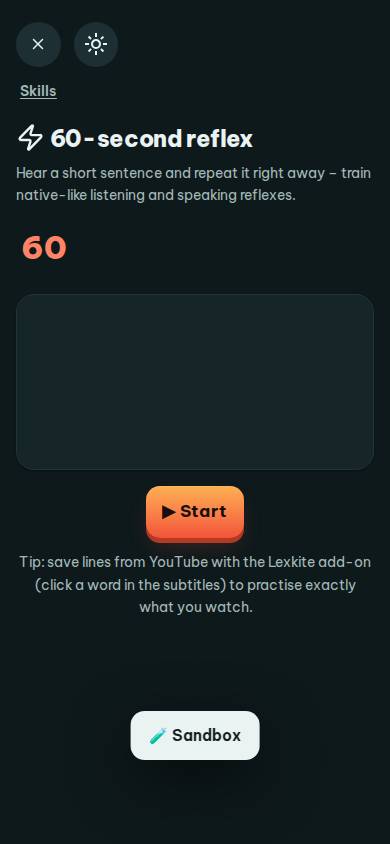 Skills
60-second reflex
Hear a short sentence and repeat it right away – train
native-like listening and speaking reflexes.
60
▶ Start
Tip: save lines from YouTube with the Lexkite add-on
(click a word in the subtitles) to practise exactly
what you watch.
🧪 Sandbox